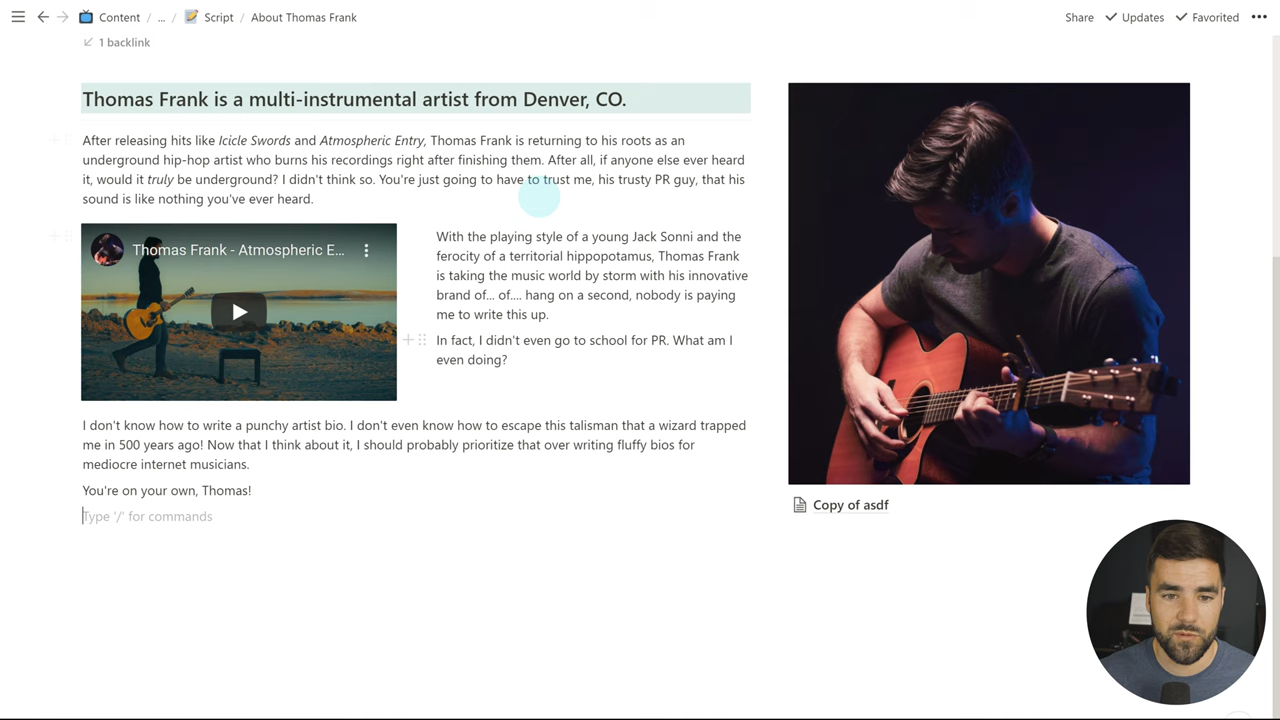 Content / ... / Script / About Thomas Frank
Share Updates Favorited
1 backlink
Thomas Frank is a multi-instrumental artist from Denver, CO.
After releasing hits like Icicle Swords and Atmospheric Entry, Thomas Frank is returning to his roots as an
underground hip-hop artist who burns his recordings right after finishing them. After all, if anyone else ever heard
it, would it truly be underground? I didn't think so. You're just going to have to trust me, his trusty PR guy, that his
sound is like nothing you've ever heard.
Thomas Frank - Atmospheric E...
With the playing style of a young Jack Sonni and the
ferocity of a territorial hippopotamus, Thomas Frank
is taking the music world by storm with his innovative
brand of... of.... hang on a second, nobody is paying
me to write this up.
In fact, I didn't even go to school for PR. What am I
even doing?
I don't know how to write a punchy artist bio. I don't even know how to escape this talisman that a wizard trapped
me in 500 years ago! Now that I think about it, I should probably prioritize that over writing fluffy bios for
mediocre internet musicians.
You're on your own, Thomas!
Type '/' for commands
Copy of asdf